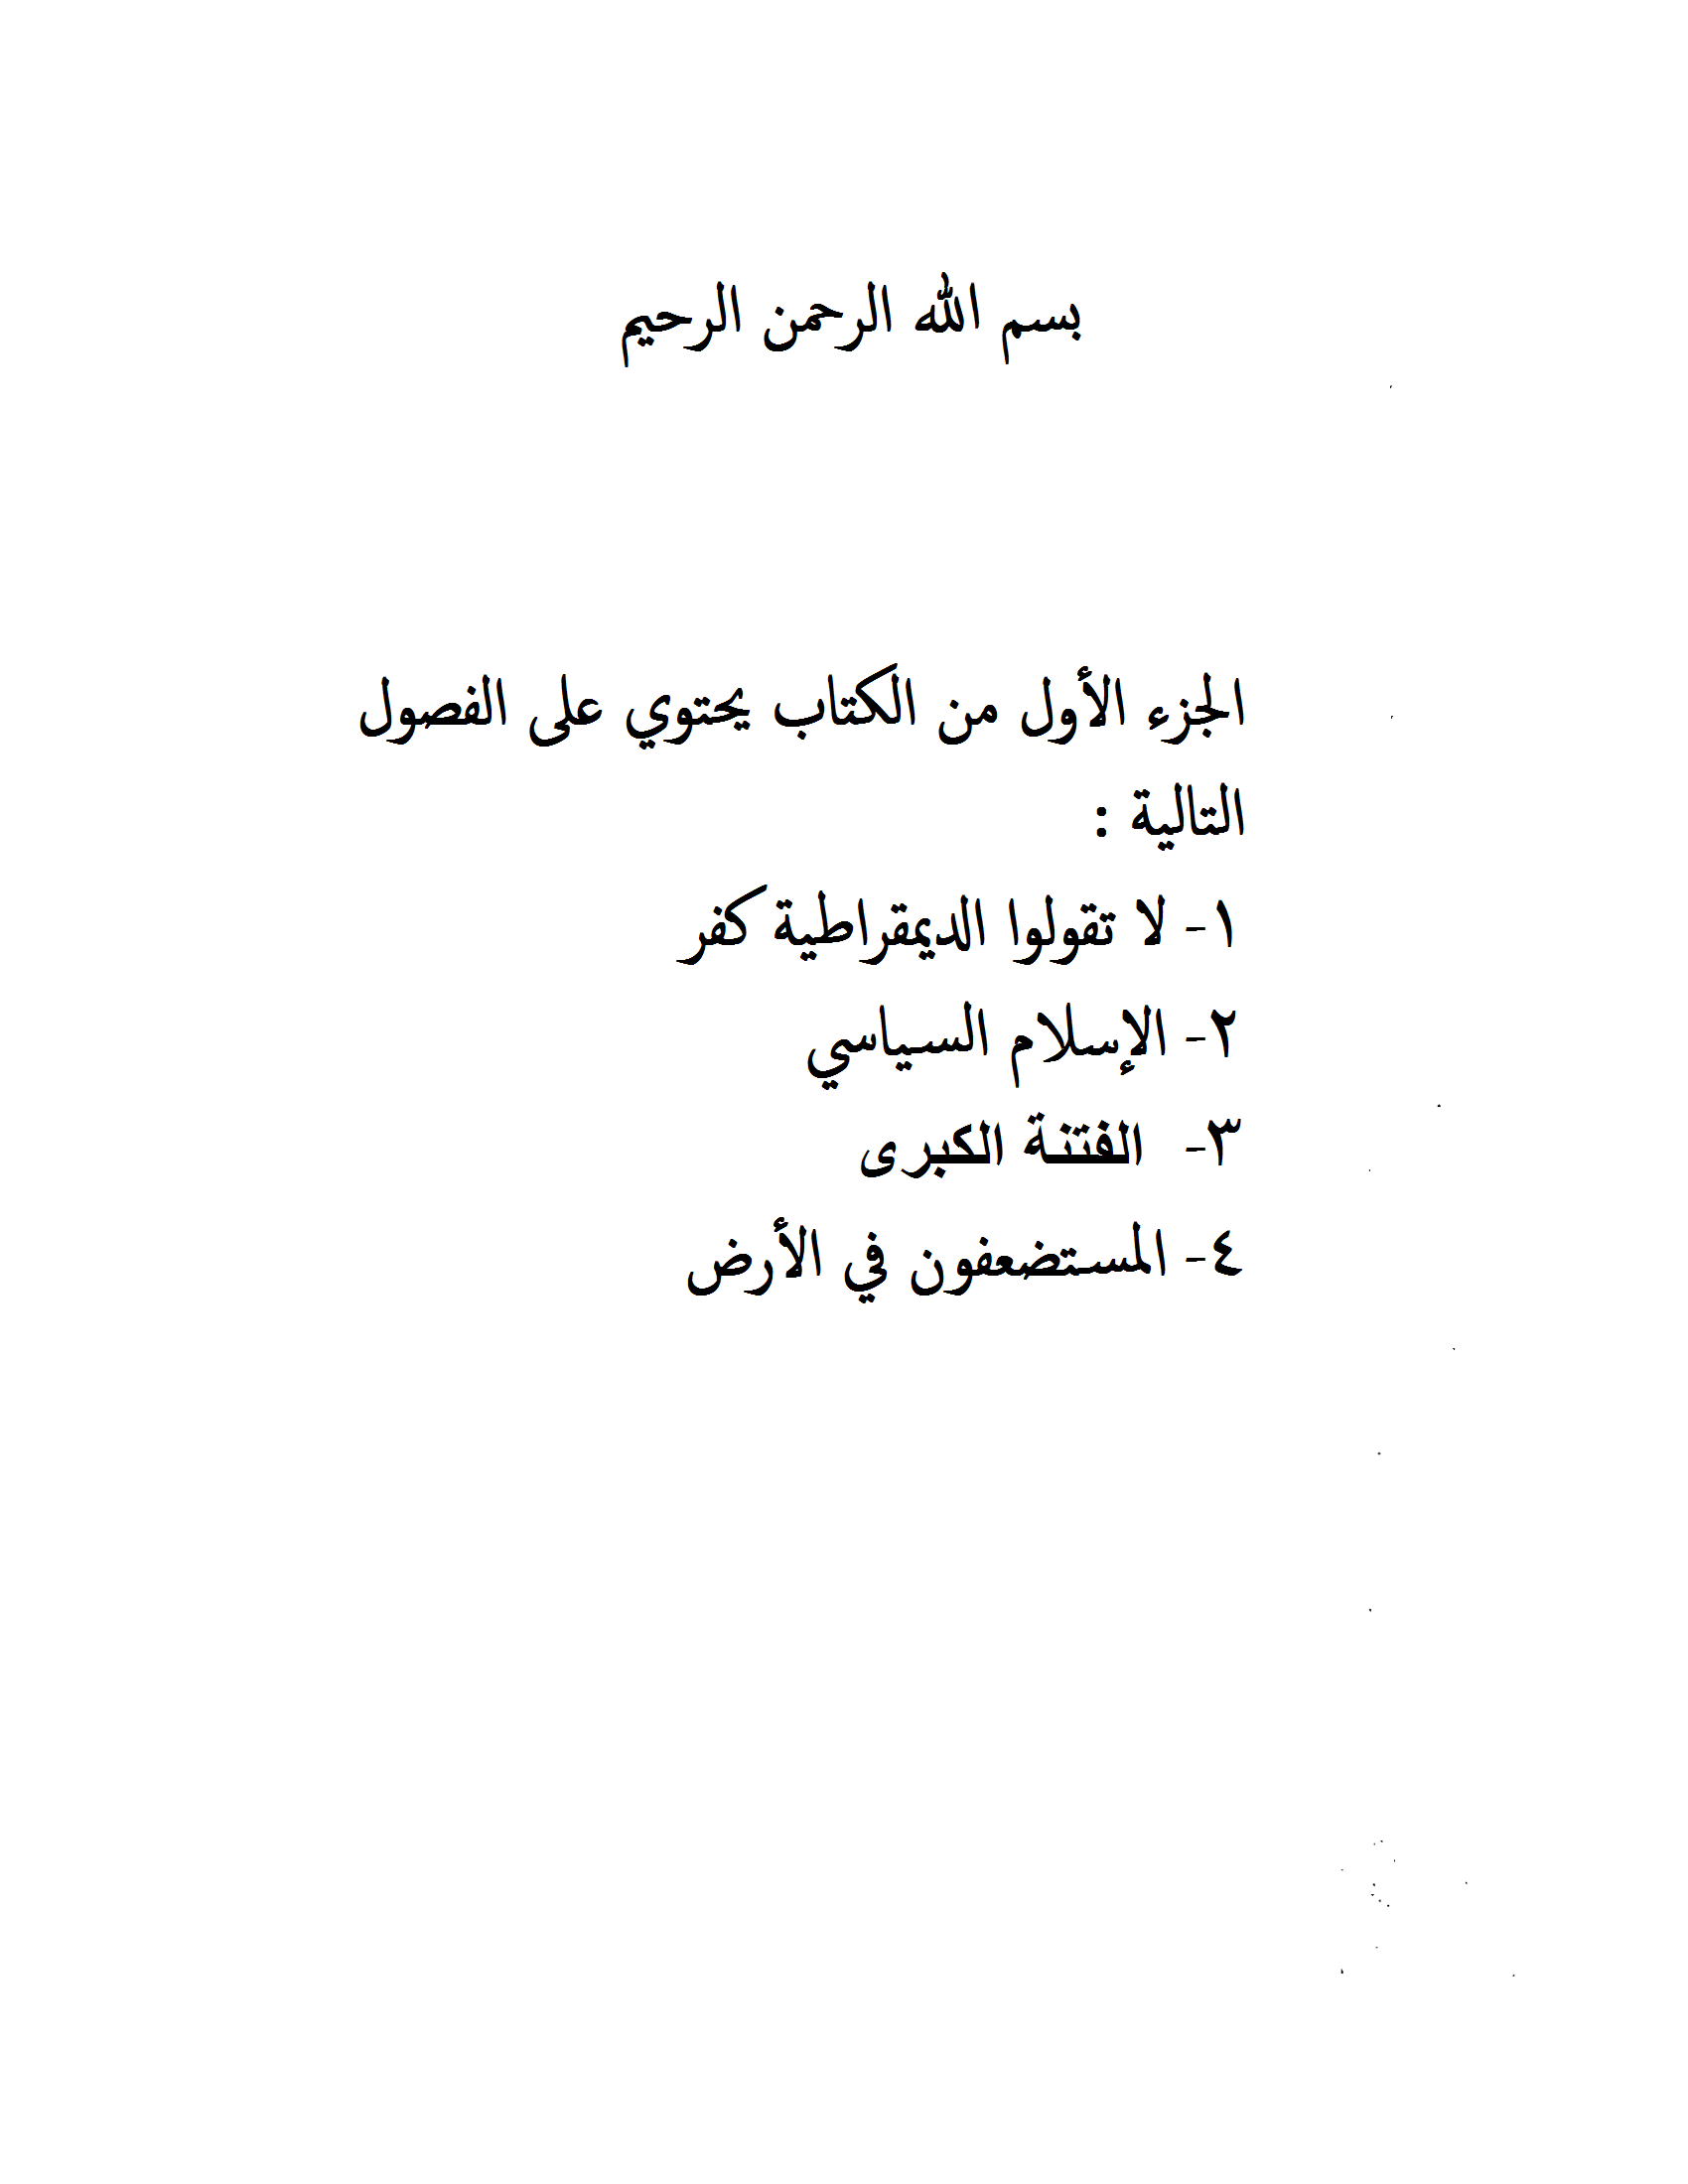 بسم الله الرحمن الرحيم
الجزء الأول من الكتاب يحتوي على الفصول
التالية :
١- لا تقولوا الديمقراطية كفر
٢- الإسلام السياسي
٣- الفتنة الكبرى
٤- المستضعفون في الأرض